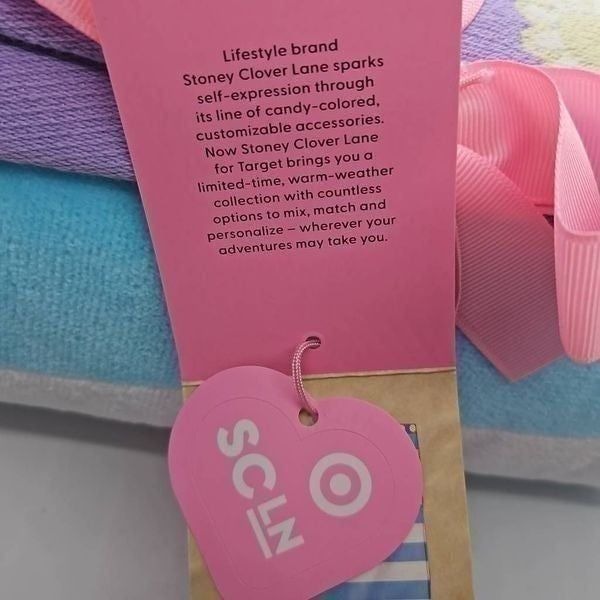 Lifestyle brand
Stoney Clover Lane sparks
self-expression through
its line of candy-colored,
customizable accessories.
Now Stoney Clover Lane
for Target brings you a
limited-time, warm-weather
collection with countless
options to mix, match and
personalize – wherever your
adventures may take you.
SCLN